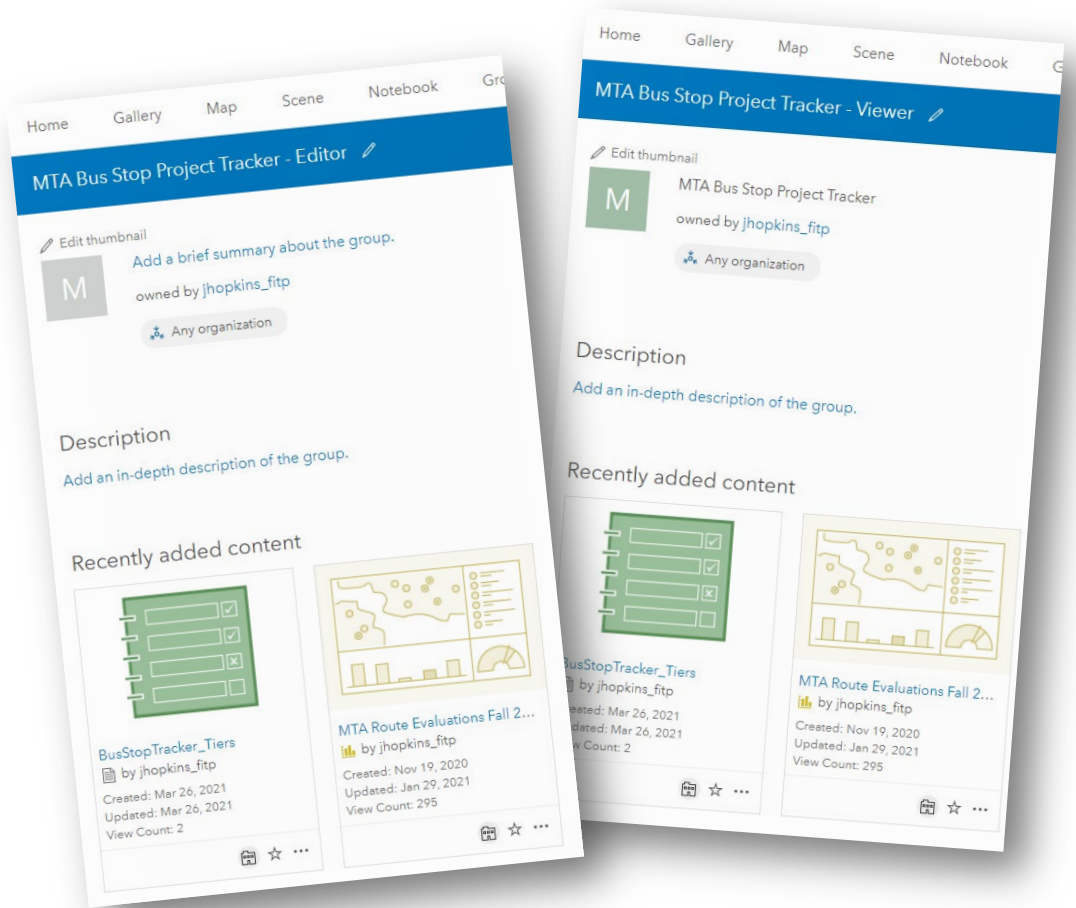 Home Gallery Map Scene Notebook Gro
MTA Bus Stop Project Tracker - Editor
Edit thumbnail
M
Add a brief summary about the group.
owned by jhopkins_fitp
Any organization
Description
Add an in-depth description of the group.
Recently added content
BusStopTracker_Tiers
by jhopkins_fitp
Created: Mar 26, 2021
Updated: Mar 26, 2021
View Count: 2
MTA Route Evaluations Fall 2...
by jhopkins_fitp
Created: Nov 19, 2020
Updated: Jan 29, 2021
View Count: 295
Home Gallery Map Scene Notebook G
MTA Bus Stop Project Tracker - Viewer
Edit thumbnail
M
MTA Bus Stop Project Tracker
owned by jhopkins_fitp
Any organization
Description
Add an in-depth description of the group.
Recently added content
BusStopTracker_Tiers
by jhopkins_fitp
eated: Mar 26, 2021
dated: Mar 26, 2021
w Count: 2
MTA Route Evaluations Fall 2...
by jhopkins_fitp
Created: Nov 19, 2020
Updated: Jan 29, 2021
View Count: 295